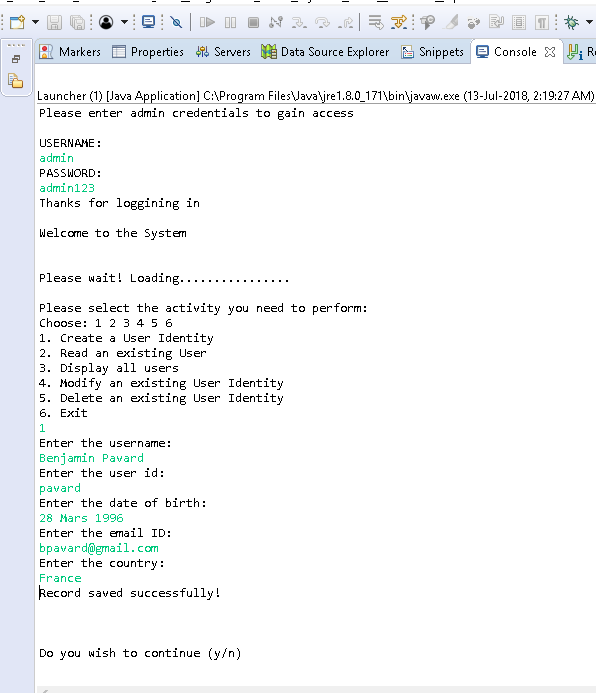 Markers Properties Servers Data Source Explorer Snippets Console
Launcher (1) [Java Application] C:\Program Files\Java\jre1.8.0_171\bin\javaw.exe (13-Jul-2018, 2:19:27 AM)
Please enter admin credentials to gain access
USERNAME:
admin
PASSWORD:
admin123
Thanks for loggining in
Welcome to the System
Please wait! Loading................
Please select the activity you need to perform:
Choose: 1 2 3 4 5 6
1. Create a User Identity
2. Read an existing User
3. Display all users
4. Modify an existing User Identity
5. Delete an existing User Identity
6. Exit
1
Enter the username:
Benjamin Pavard
Enter the user id:
pavard
Enter the date of birth:
28 Mars 1996
Enter the email ID:
bpavard@gmail.com
Enter the country:
France
Record saved successfully!
Do you wish to continue (y/n)